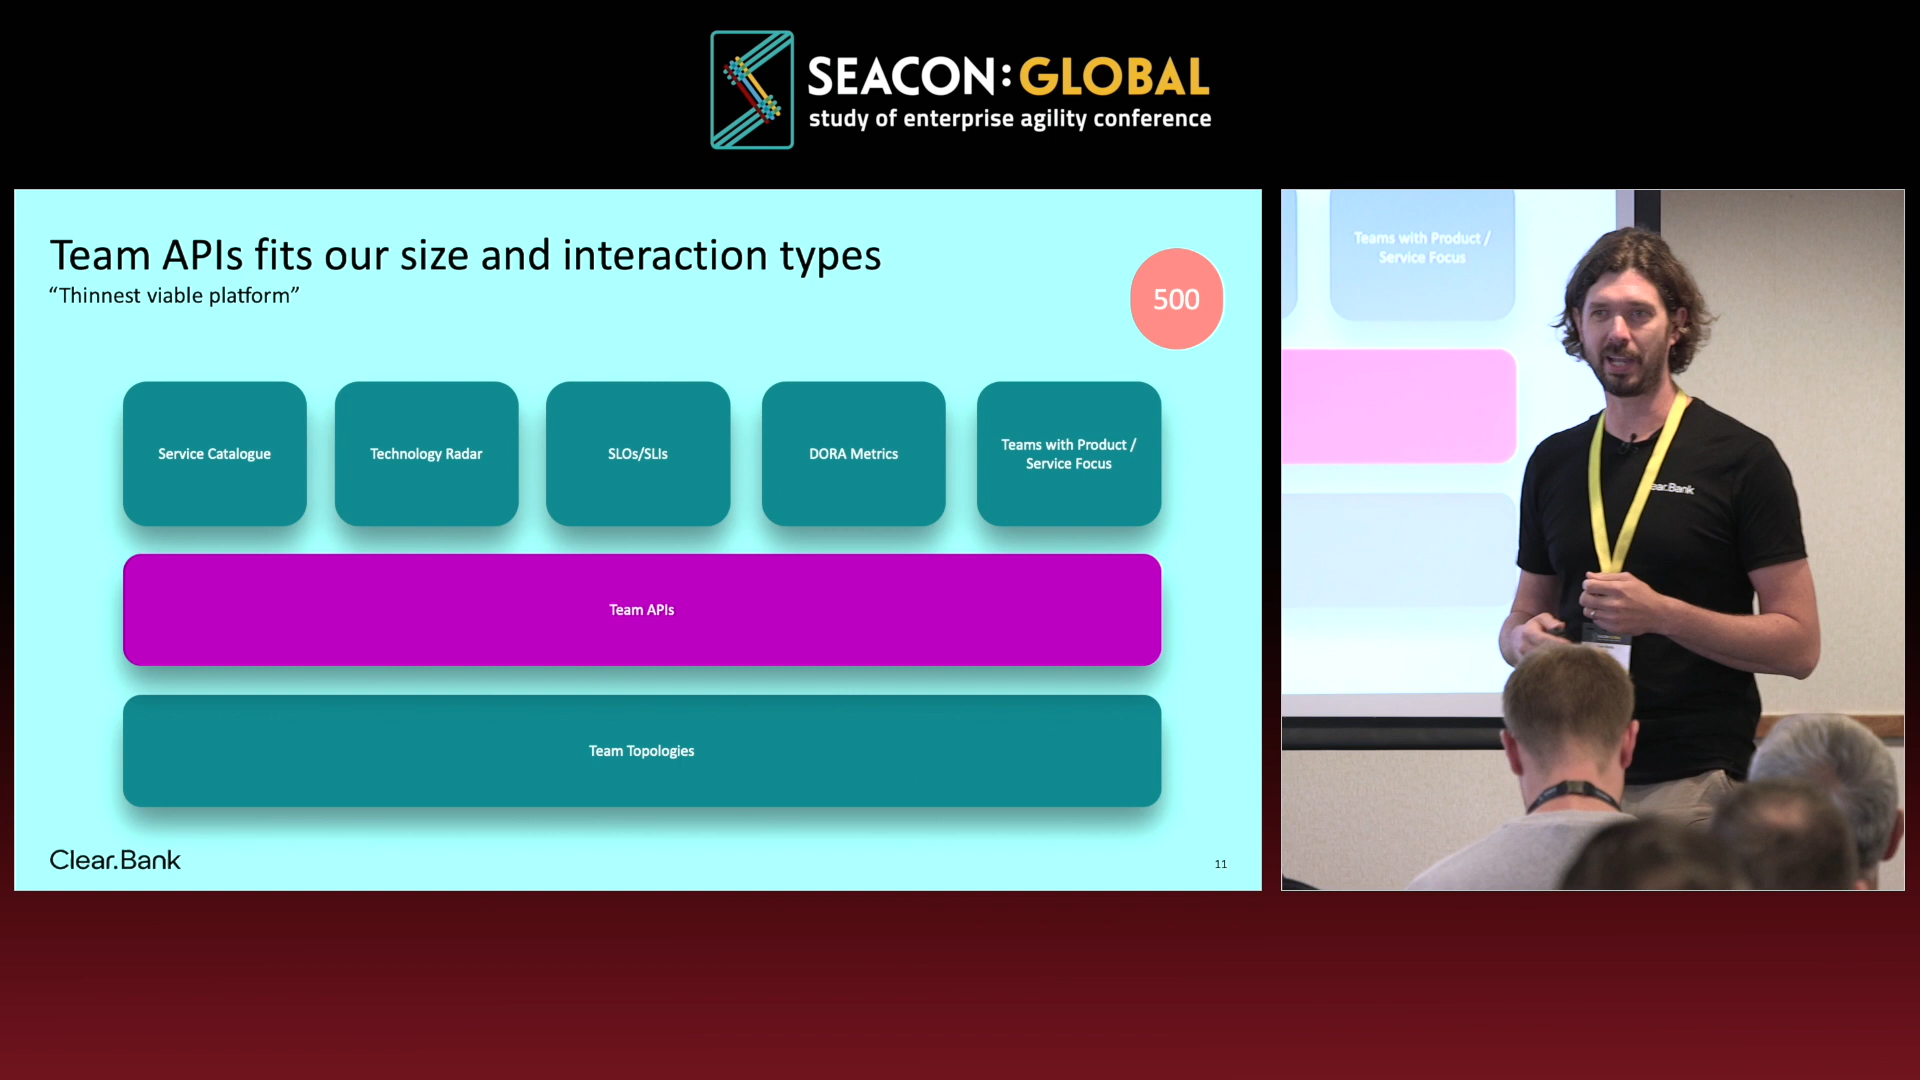 SEACON:GLOBAL
study of enterprise agility conference
Team APIs fits our size and interaction types
“Thinnest viable platform”
500
Service Catalogue
Technology Radar
SLOs/SLIs
DORA Metrics
Teams with Product /
Service Focus
Team APIs
Team Topologies
Clear.Bank
11
Teams with Product /
Service Focus
ear.Bank